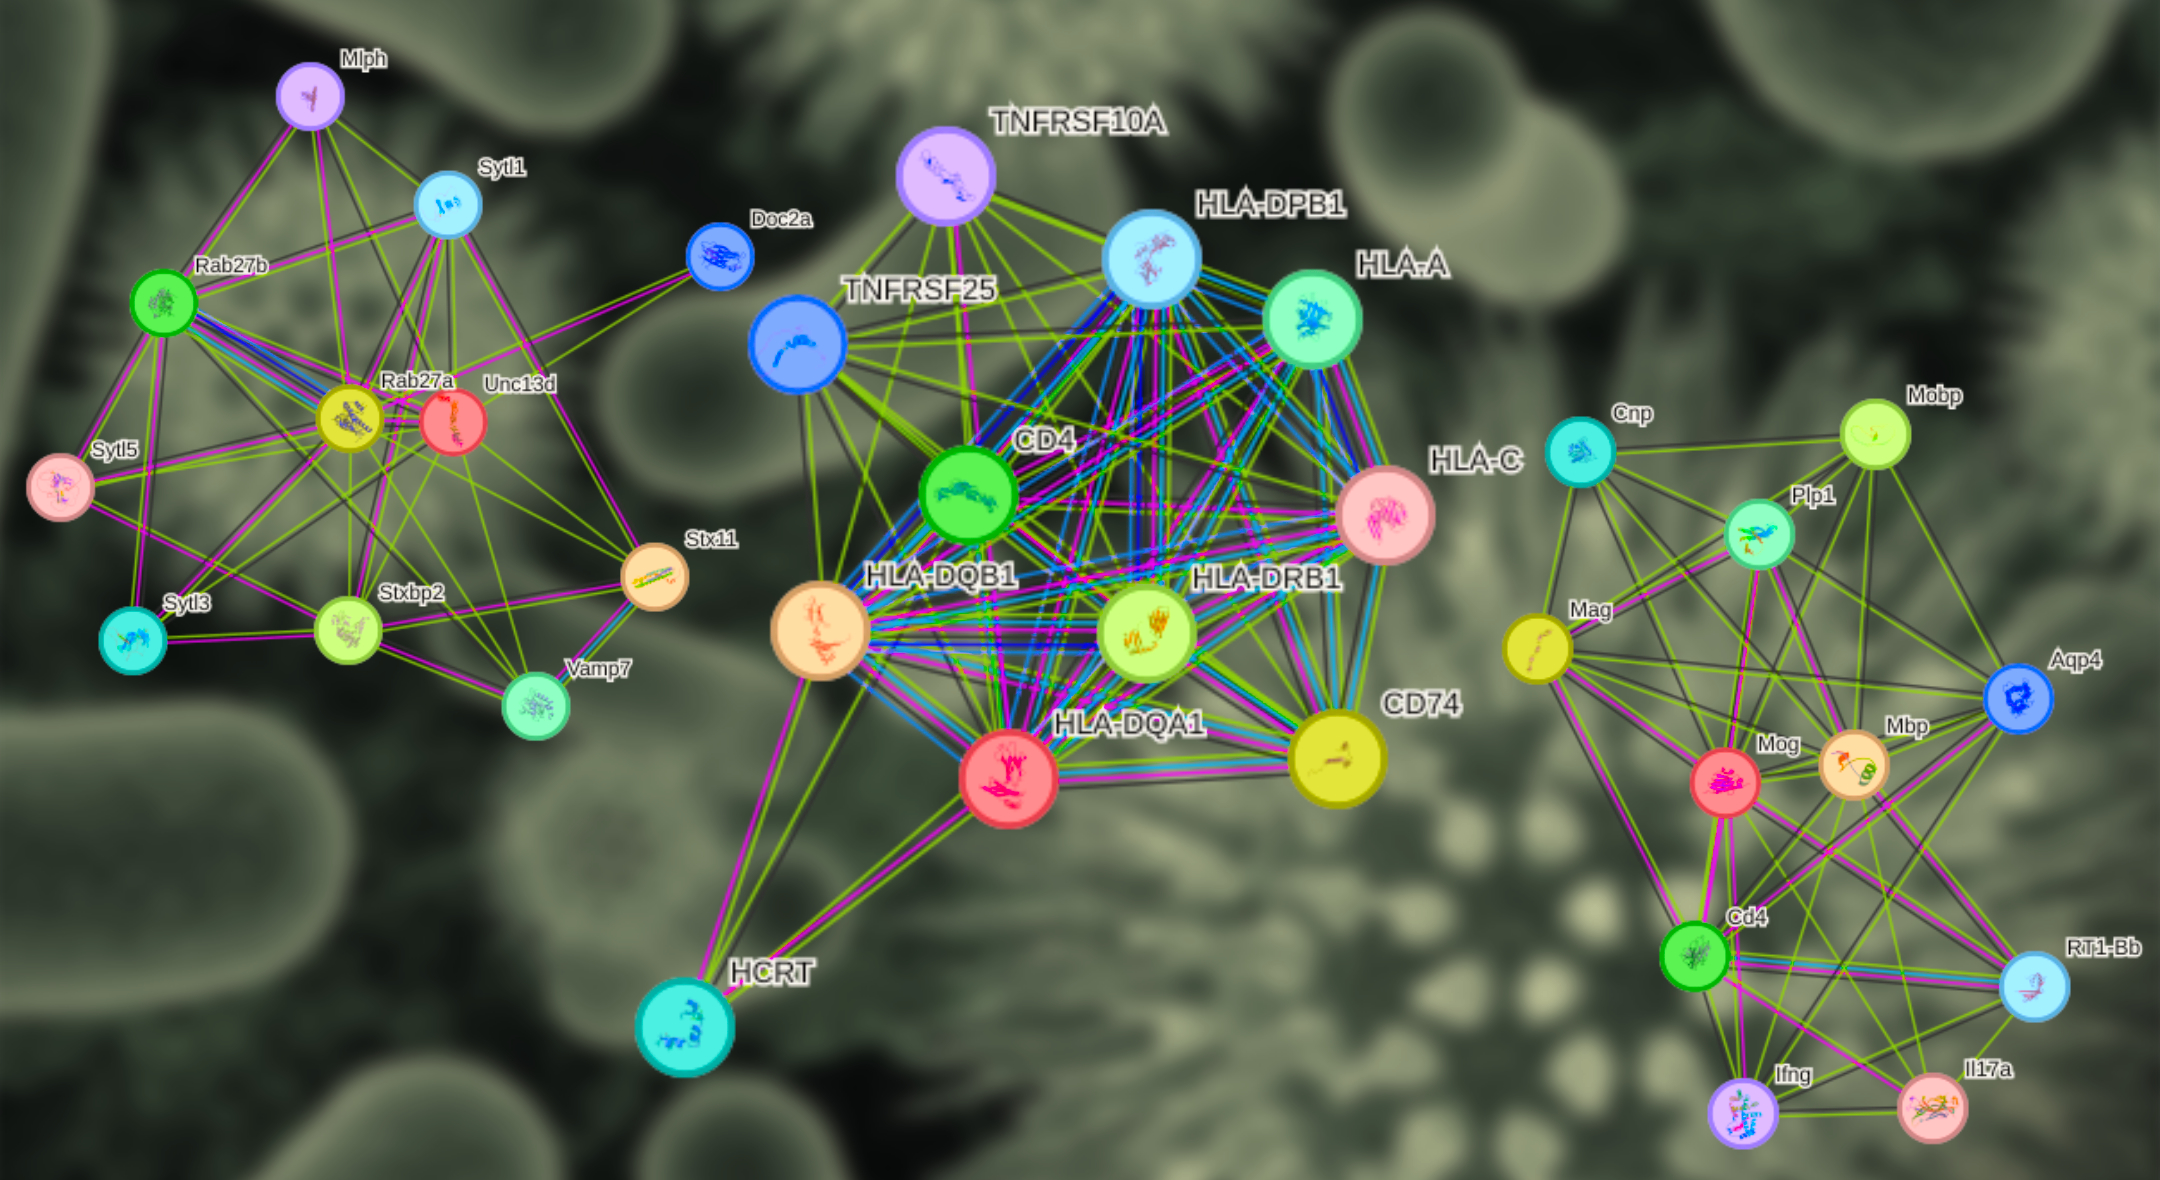 Mlph
Sytl1
Doc2a
Rab27b
Rab27a
Unc13d
Sytl5
Stx11
Sytl3
Stxbp2
Vamp7
TNFRSF10A
HLA-DPB1
HLA-A
TNFRSF25
CD4
HLA-C
HLA-DQB1
HLA-DRB1
CD74
HLA-DQA1
HCRT
Mobp
Cnp
Plp1
Mag
Aqp4
Mbp
Mog
Cd4
RT1-Bb
Ifng
Il17a